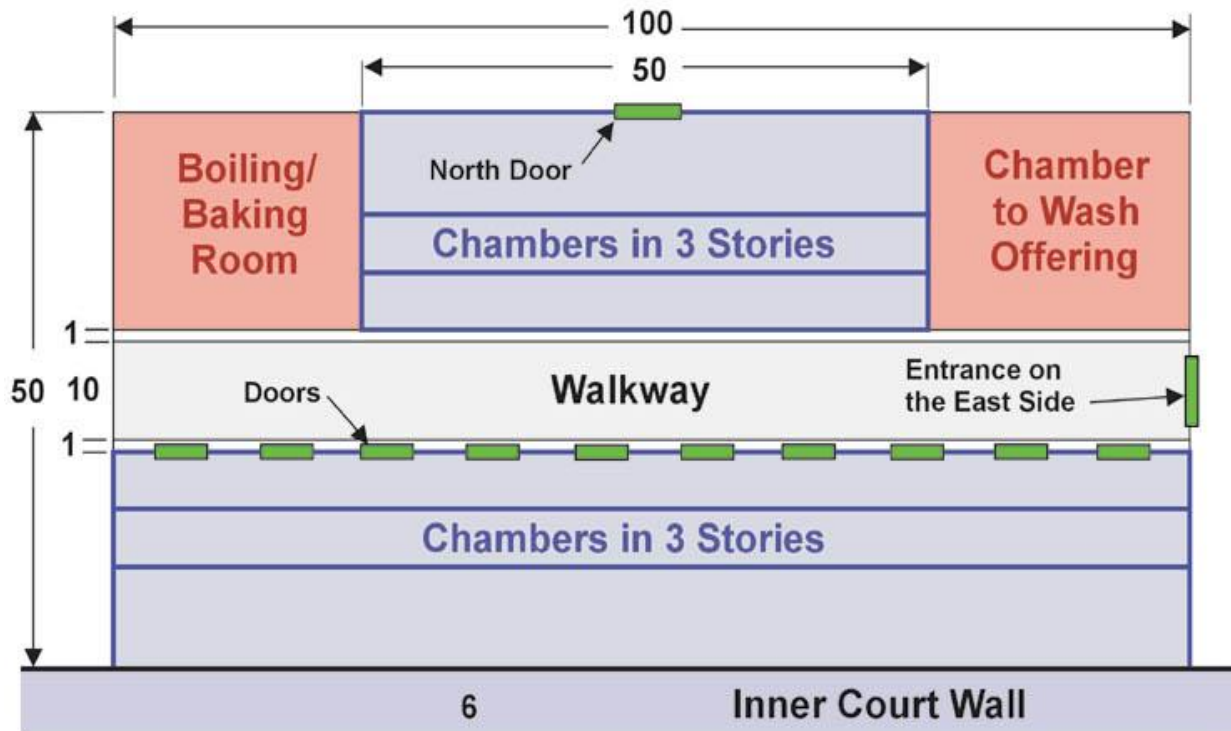 100
50
North Door
Boiling/
Baking
Room
Chambers in 3 Stories
Chamber
to Wash
Offering
1
50
10
Doors
Walkway
Entrance on
the East Side
1
Chambers in 3 Stories
6
Inner Court Wall